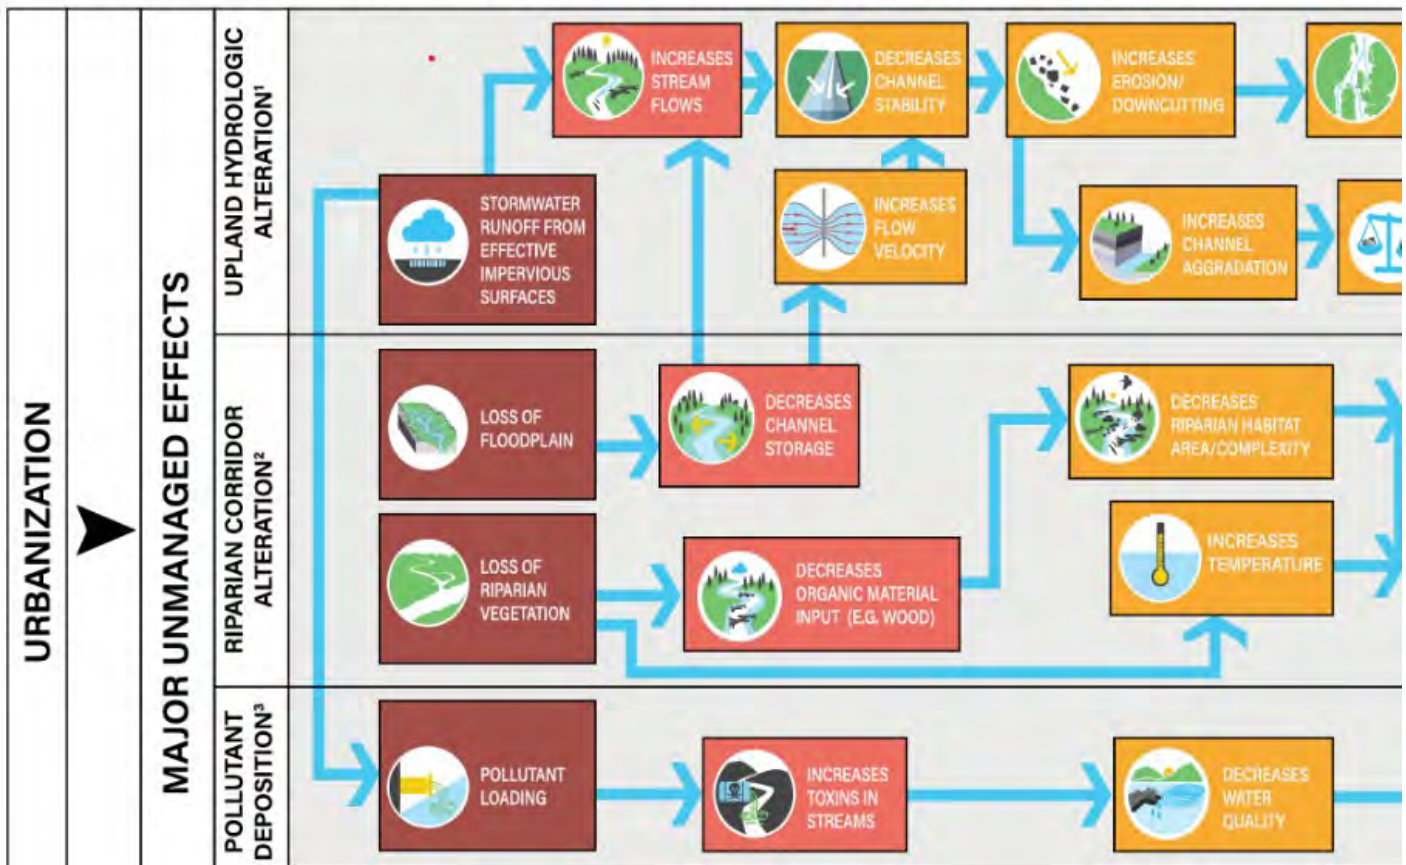 URBANIZATION
MAJOR UNMANAGED EFFECTS
UPLAND HYDROLOGIC
ALTERATION¹
STORMWATER
RUNOFF FROM
EFFECTIVE
IMPERVIOUS
SURFACES
INCREASES
STREAM
FLOWS
DECREASES
CHANNEL
STABILITY
INCREASES
EROSION/
DOWNCUTTING
INCREASES
FLOW
VELOCITY
INCREASES
CHANNEL
AGGRADATION
RIPARIAN CORRIDOR
ALTERATION²
LOSS OF
FLOODPLAIN
DECREASES
CHANNEL
STORAGE
DECREASES
RIPARIAN HABITAT
AREA/COMPLEXITY
LOSS OF
RIPARIAN
VEGETATION
DECREASES
ORGANIC MATERIAL
INPUT (E.G. WOOD)
INCREASES
TEMPERATURE
POLLUTANT
DEPOSITION³
POLLUTANT
LOADING
INCREASES
TOXINS IN
STREAMS
DECREASES
WATER
QUALITY